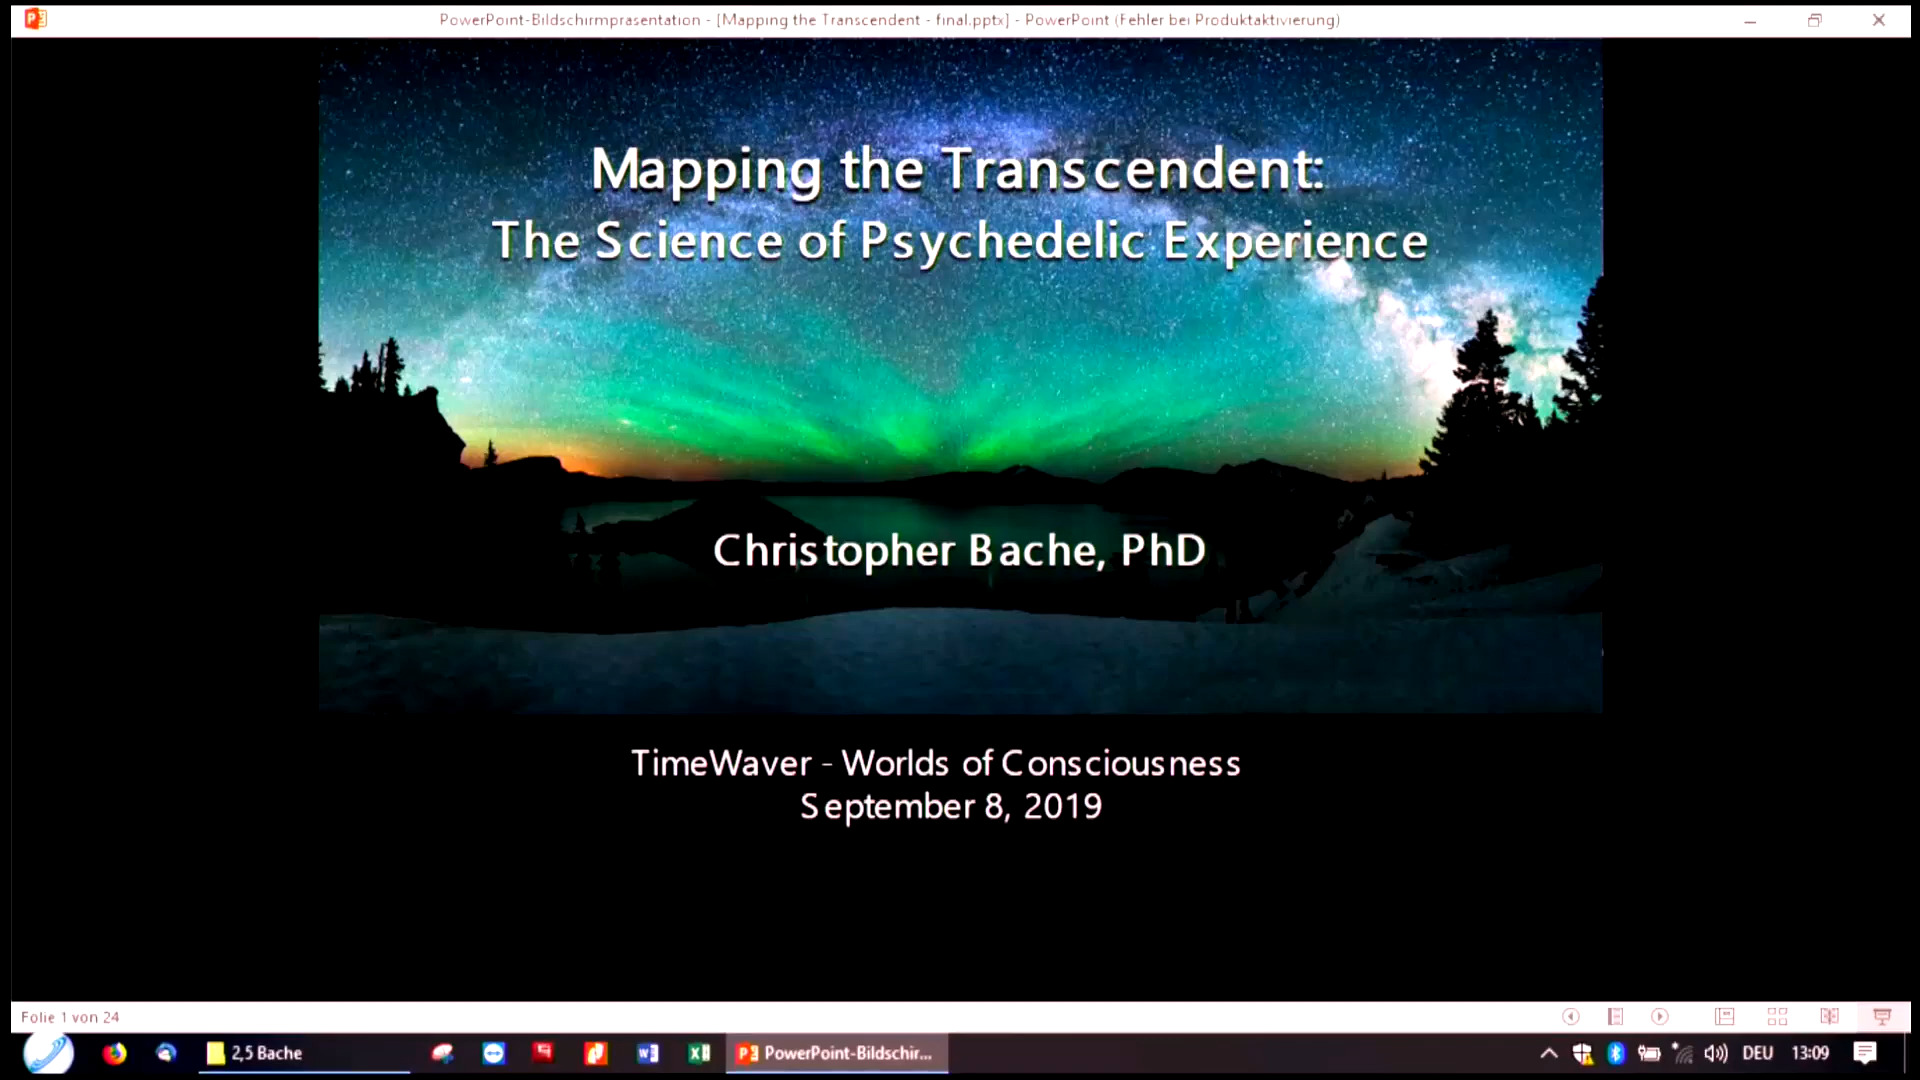 PowerPoint-Bildschirmpräsentation - [Mapping the Transcendent - final.pptx] - PowerPoint (Fehler bei Produktaktivierung)
Mapping the Transcendent:
The Science of Psychedelic Experience
Christopher Bache, PhD
TimeWaver - Worlds of Consciousness
September 8, 2019
Folie 1 von 24
2,5 Bache
PowerPoint-Bildschir...
DEU
13:09